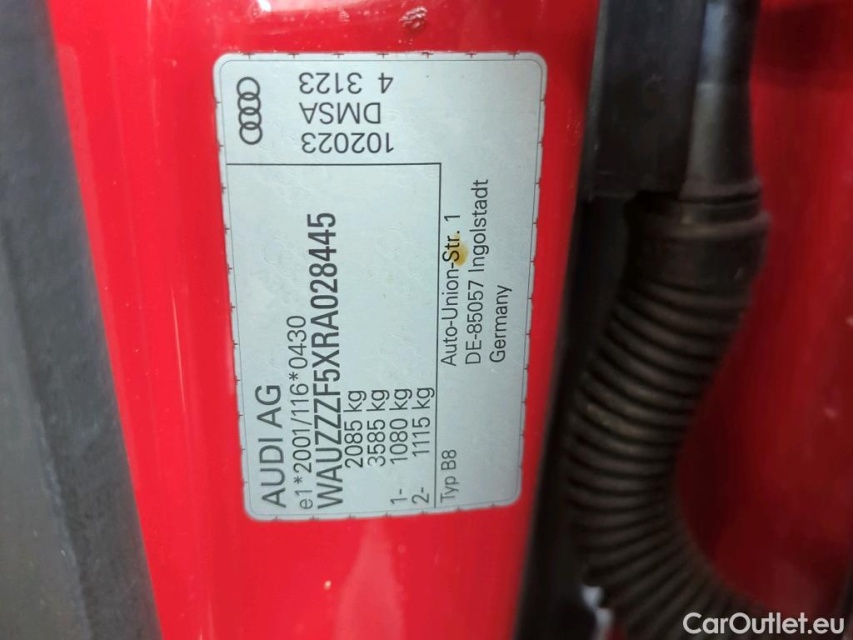 AUDI AG
e1*2001/116*0430
WAUZZZF5XRA028445
2085 kg
3585 kg
1- 1080 kg
2- 1115 kg
Typ B8
Auto-Union-Str. 1
DE-85057 Ingolstadt
Germany
102023
DMSA
4 3123
CarOutlet.eu